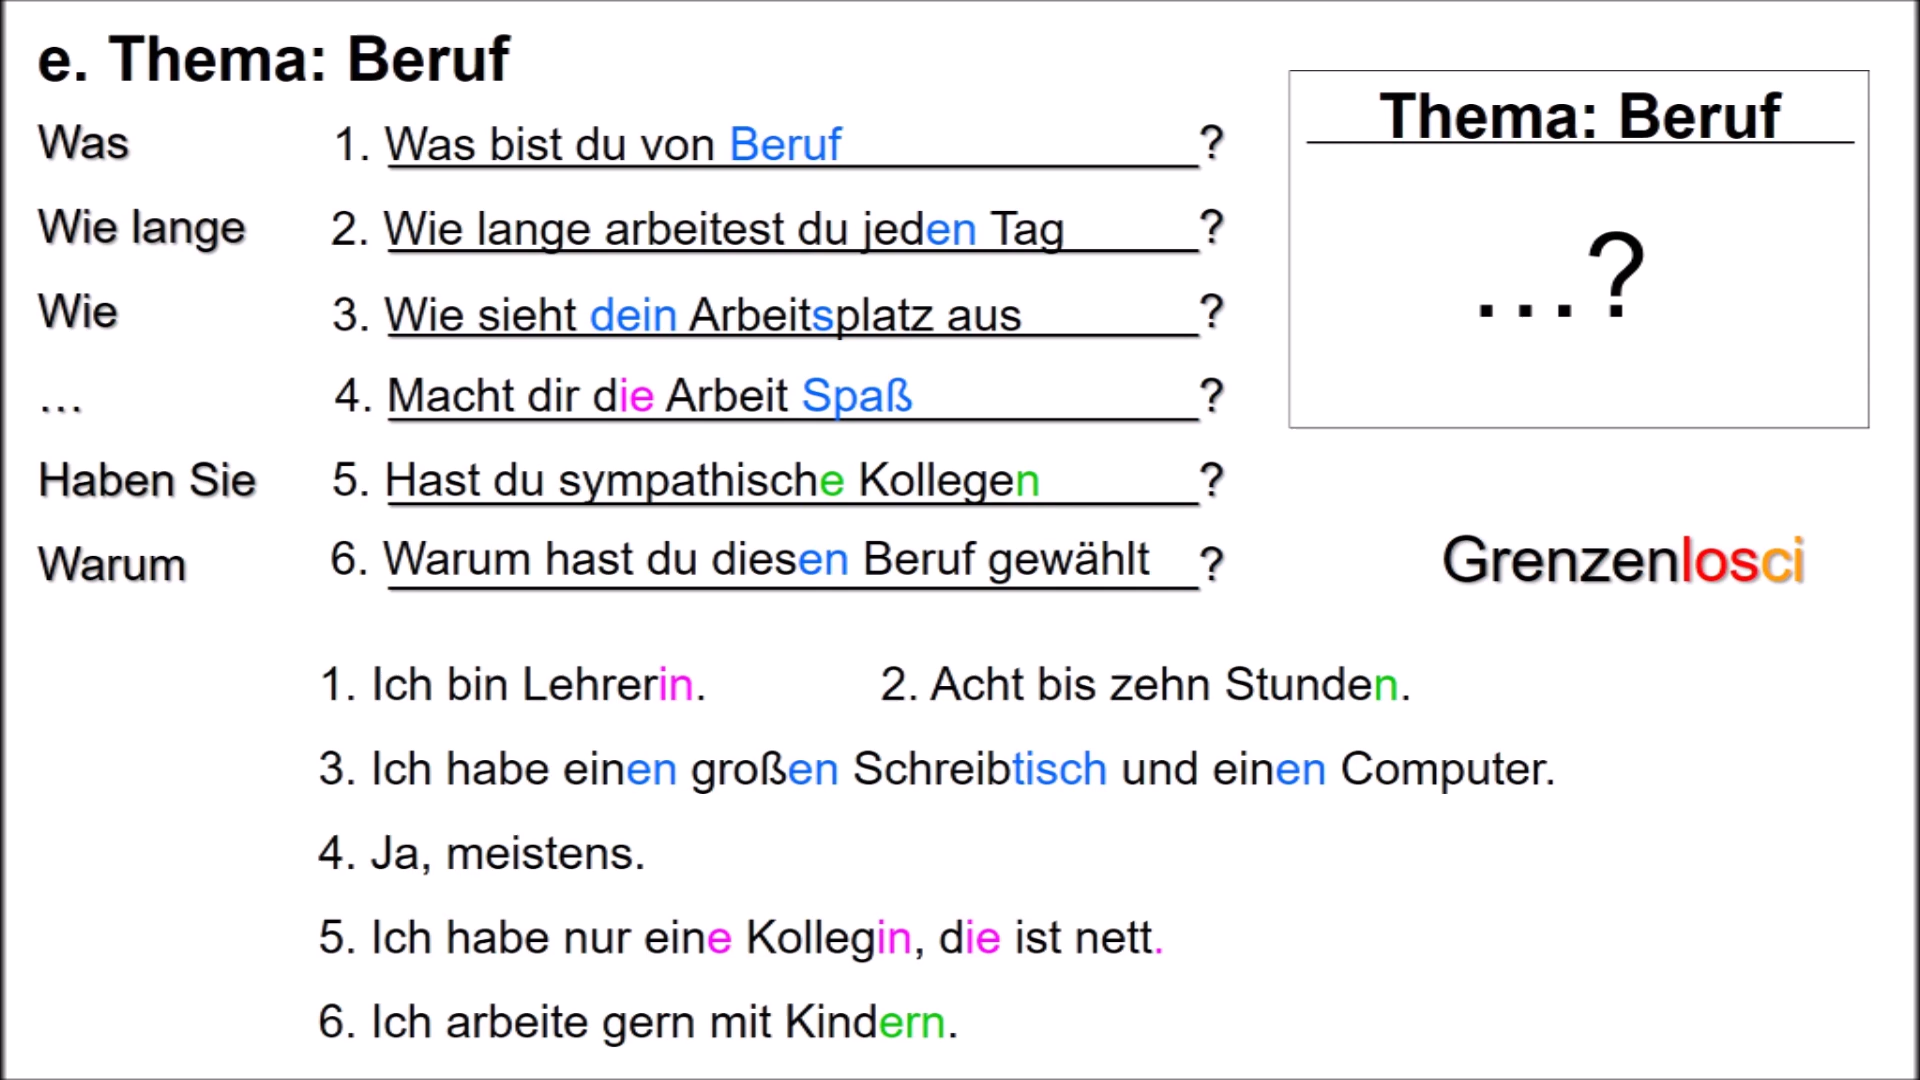 e. Thema: Beruf
Was 1. Was bist du von Beruf ?
Wie lange 2. Wie lange arbeitest du jeden Tag ?
Wie 3. Wie sieht dein Arbeitsplatz aus ?
... 4. Macht dir die Arbeit Spaß ?
Haben Sie 5. Hast du sympathische Kollegen ?
Warum 6. Warum hast du diesen Beruf gewählt ?
Thema: Beruf
...?
Grenzenlosci
1. Ich bin Lehrerin. 2. Acht bis zehn Stunden.
3. Ich habe einen großen Schreibtisch und einen Computer.
4. Ja, meistens.
5. Ich habe nur eine Kollegin, die ist nett.
6. Ich arbeite gern mit Kindern.